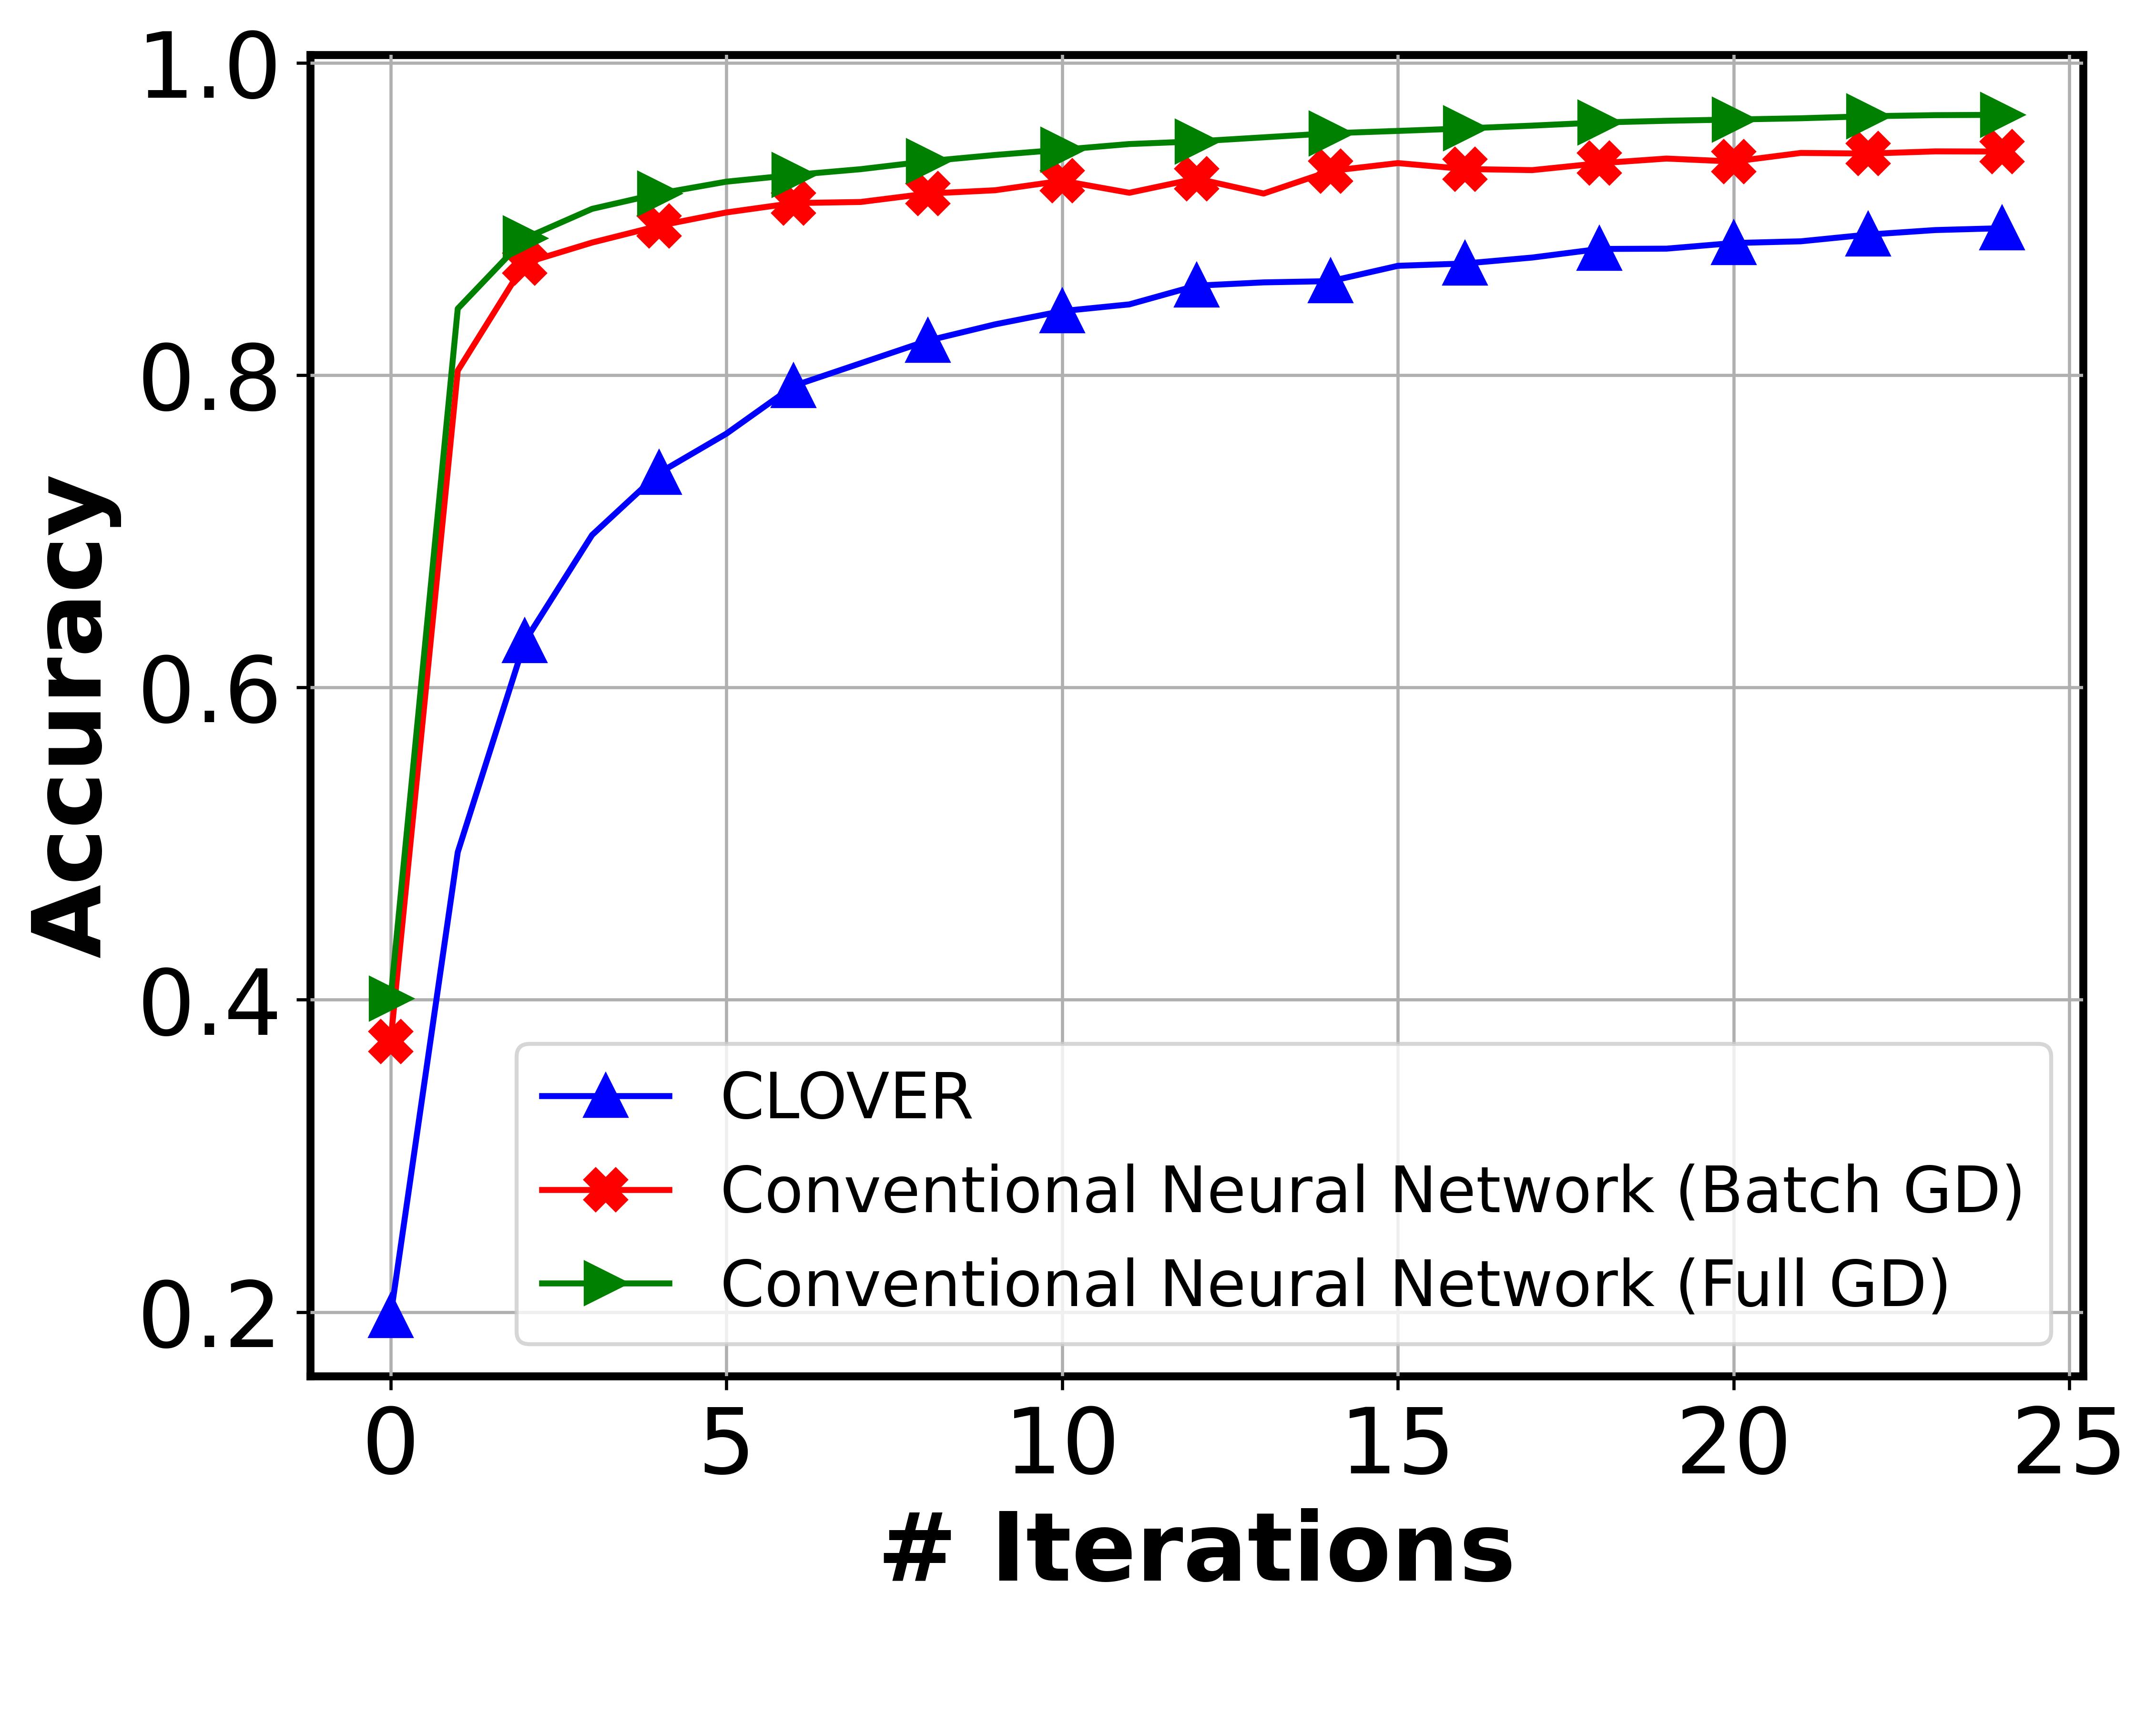 1.0
0.8
0.6
0.4
0.2
Accuracy
CLOVER
Conventional Neural Network (Batch GD)
Conventional Neural Network (Full GD)
0 5 10 15 20 25
# Iterations